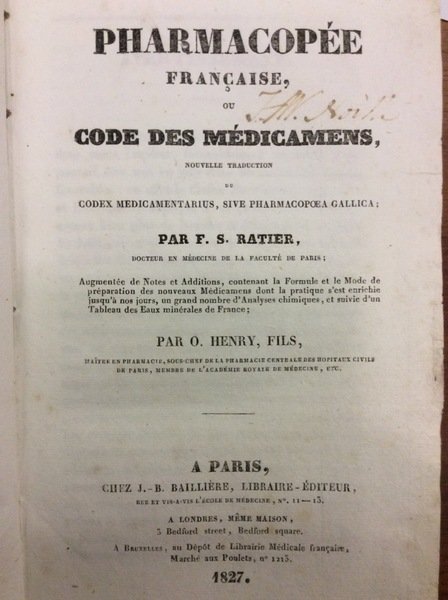 PHARMACOPÉE
FRANÇAISE,
OU
CODE DES MÉDICAMENS,
NOUVELLE TRADUCTION
DU
CODEX MEDICAMENTARIUS, SIVE PHARMACOPŒA GALLICA;
PAR F. S. RATIER,
DOCTEUR EN MÉDECINE DE LA FACULTÉ DE PARIS;
Augmentée de Notes et Additions, contenant la Formule et le Mode de
préparation des nouveaux Médicamens dont la pratique s'est enrichie
jusqu'à nos jours, un grand nombre d'Analyses chimiques, et suivie d'un
Tableau des Eaux minérales de France;
PAR O. HENRY, FILS,
MAÎTRE EN PHARMACIE, SOUS-CHEF DE LA PHARMACIE CENTRALE DES HOPITAUX CIVILS
DE PARIS, MEMBRE DE L'ACADÉMIE ROYALE DE MÉDECINE, ETC.
A PARIS,
CHEZ J.-B. BAILLIÈRE, LIBRAIRE-ÉDITEUR,
RUE ET VIS-A-VIS L'ÉCOLE DE MÉDECINE, Nº. 11—13.
A LONDRES, MÊME MAISON,
3 Bedford street, Bedford square.
A BRUXELLES, au Dépôt de Librairie Médicale française,
Marché aux Poulets, nº 1213.
1827.